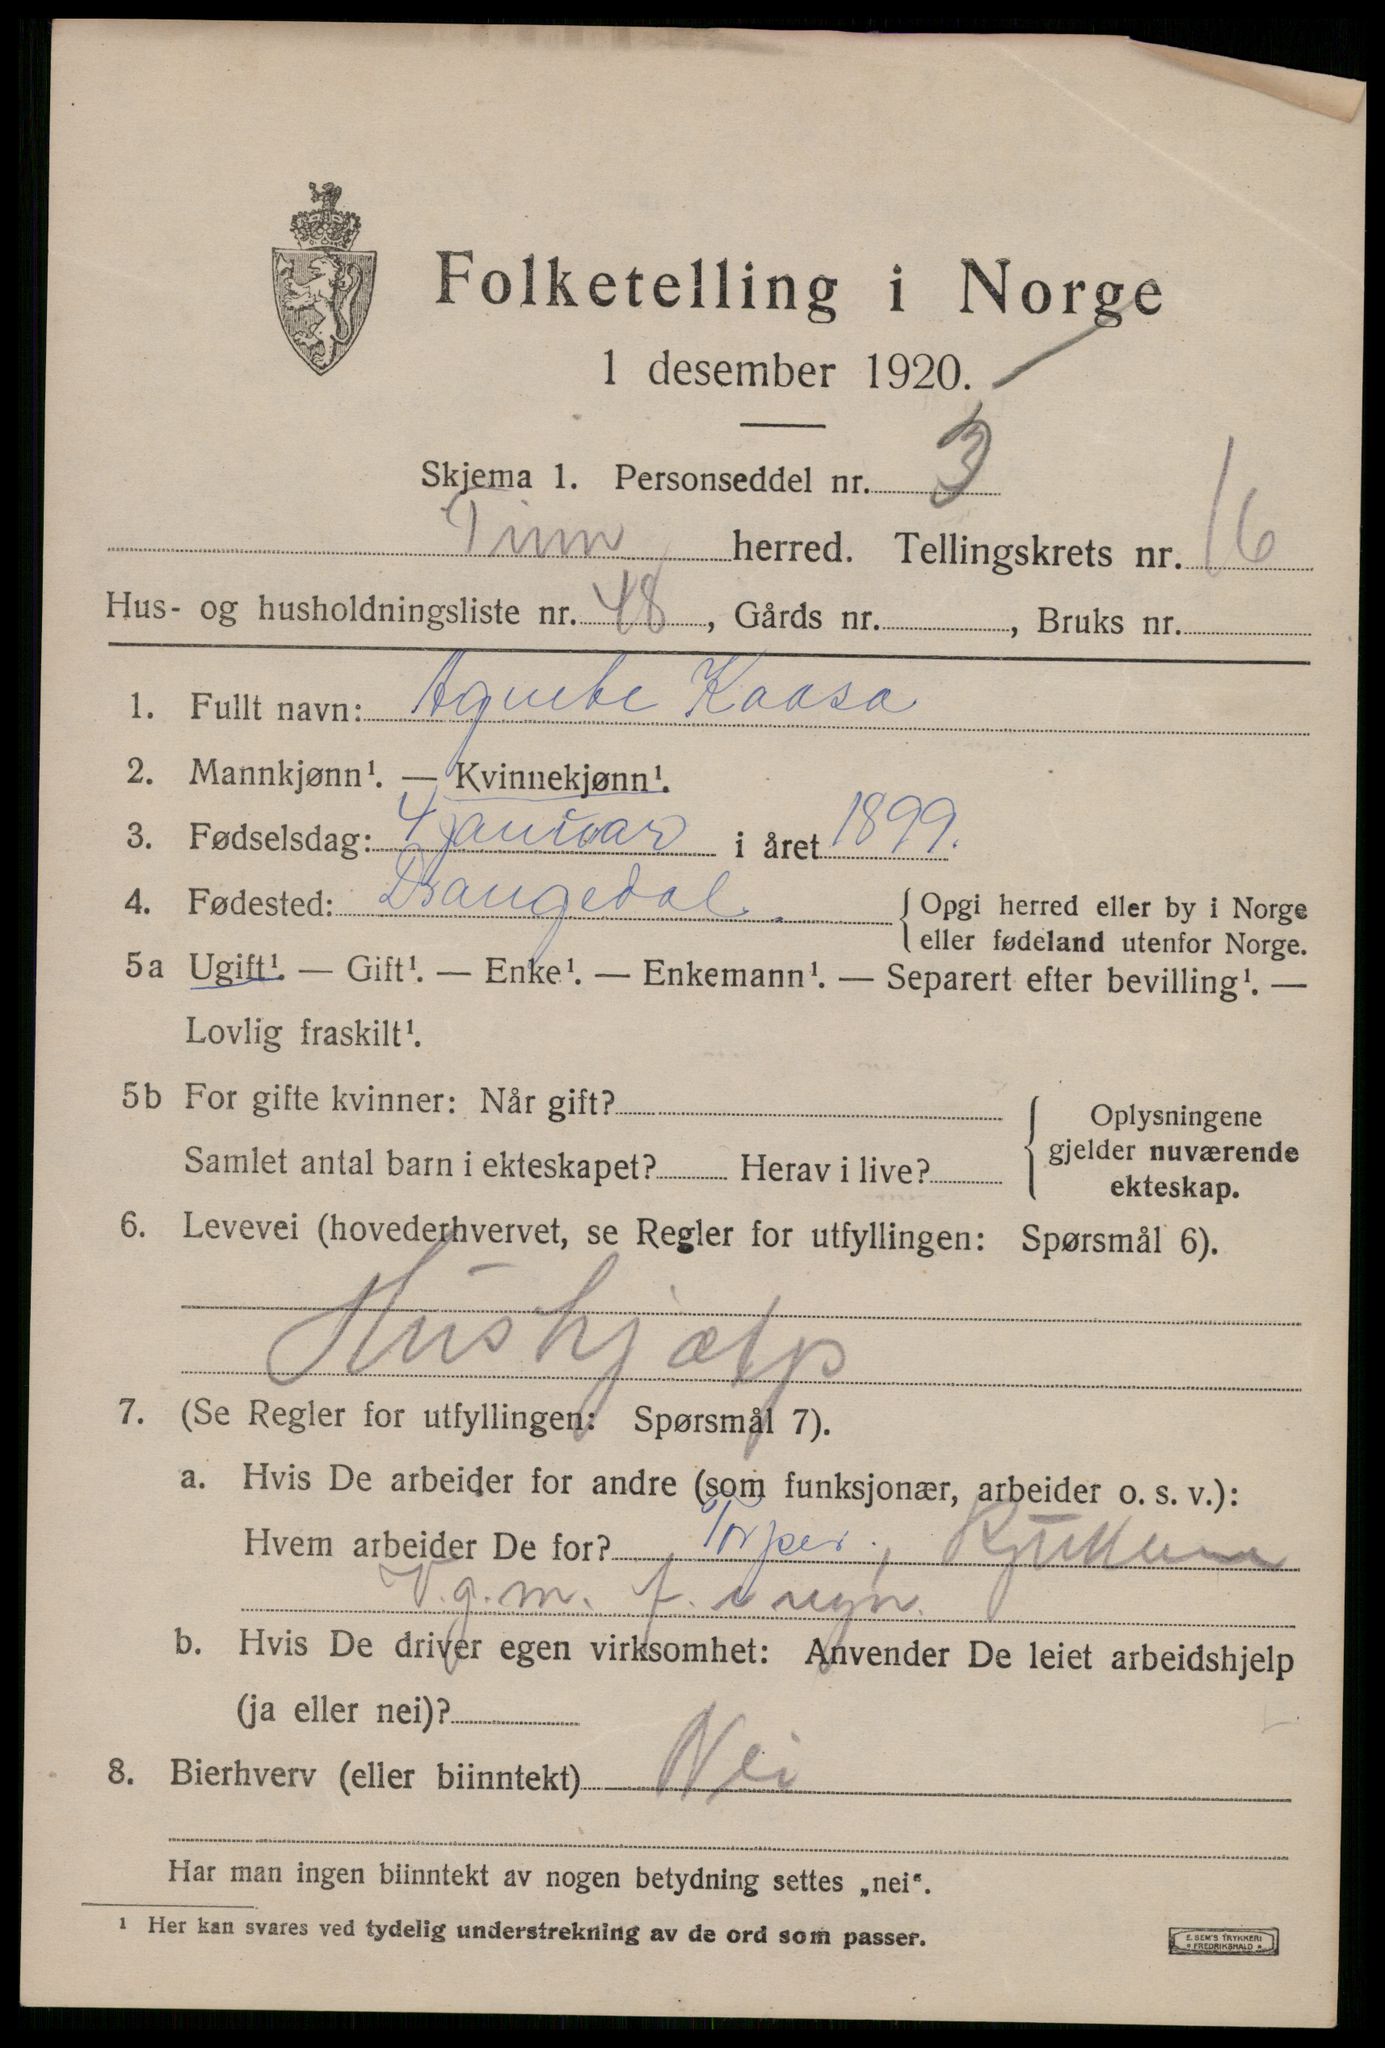 Folketelling i Norge
1 desember 1920.
Skjema 1. Personseddel nr. 3
Tinn herred. Tellingskrets nr. 16
Hus- og husholdningsliste nr. 48, Gårds nr. , Bruks nr.
1. Fullt navn: Agnete Kaasa
2. Mannkjønn¹. — Kvinnekjønn¹.
3. Fødselsdag: 4 januar i året 1899.
4. Fødested: Drangedal. { Opgi herred eller by i Norge
eller fødeland utenfor Norge.
5a Ugift¹. — Gift¹. — Enke¹. — Enkemann¹. — Separert efter bevilling¹. —
Lovlig fraskilt¹.
5b For gifte kvinner: Når gift?
Samlet antal barn i ekteskapet? Herav i live?
{ Oplysningene
gjelder nuværende
ekteskap.
6. Levevei (hovederhvervet, se Regler for utfyllingen: Spørsmål 6).
Hushjælp
7. (Se Regler for utfyllingen: Spørsmål 7).
a. Hvis De arbeider for andre (som funksjonær, arbeider o. s. v.):
Hvem arbeider De for? Torper,
V.g.m. f.
b. Hvis De driver egen virksomhet: Anvender De leiet arbeidshjelp
(ja eller nei)?
8. Bierhverv (eller biinntekt) Nei
Har man ingen biinntekt av nogen betydning settes „nei“.
¹ Her kan svares ved tydelig understrekning av de ord som passer.
E. SEM'S TRYKKERI
* FREDRIKSHALD *